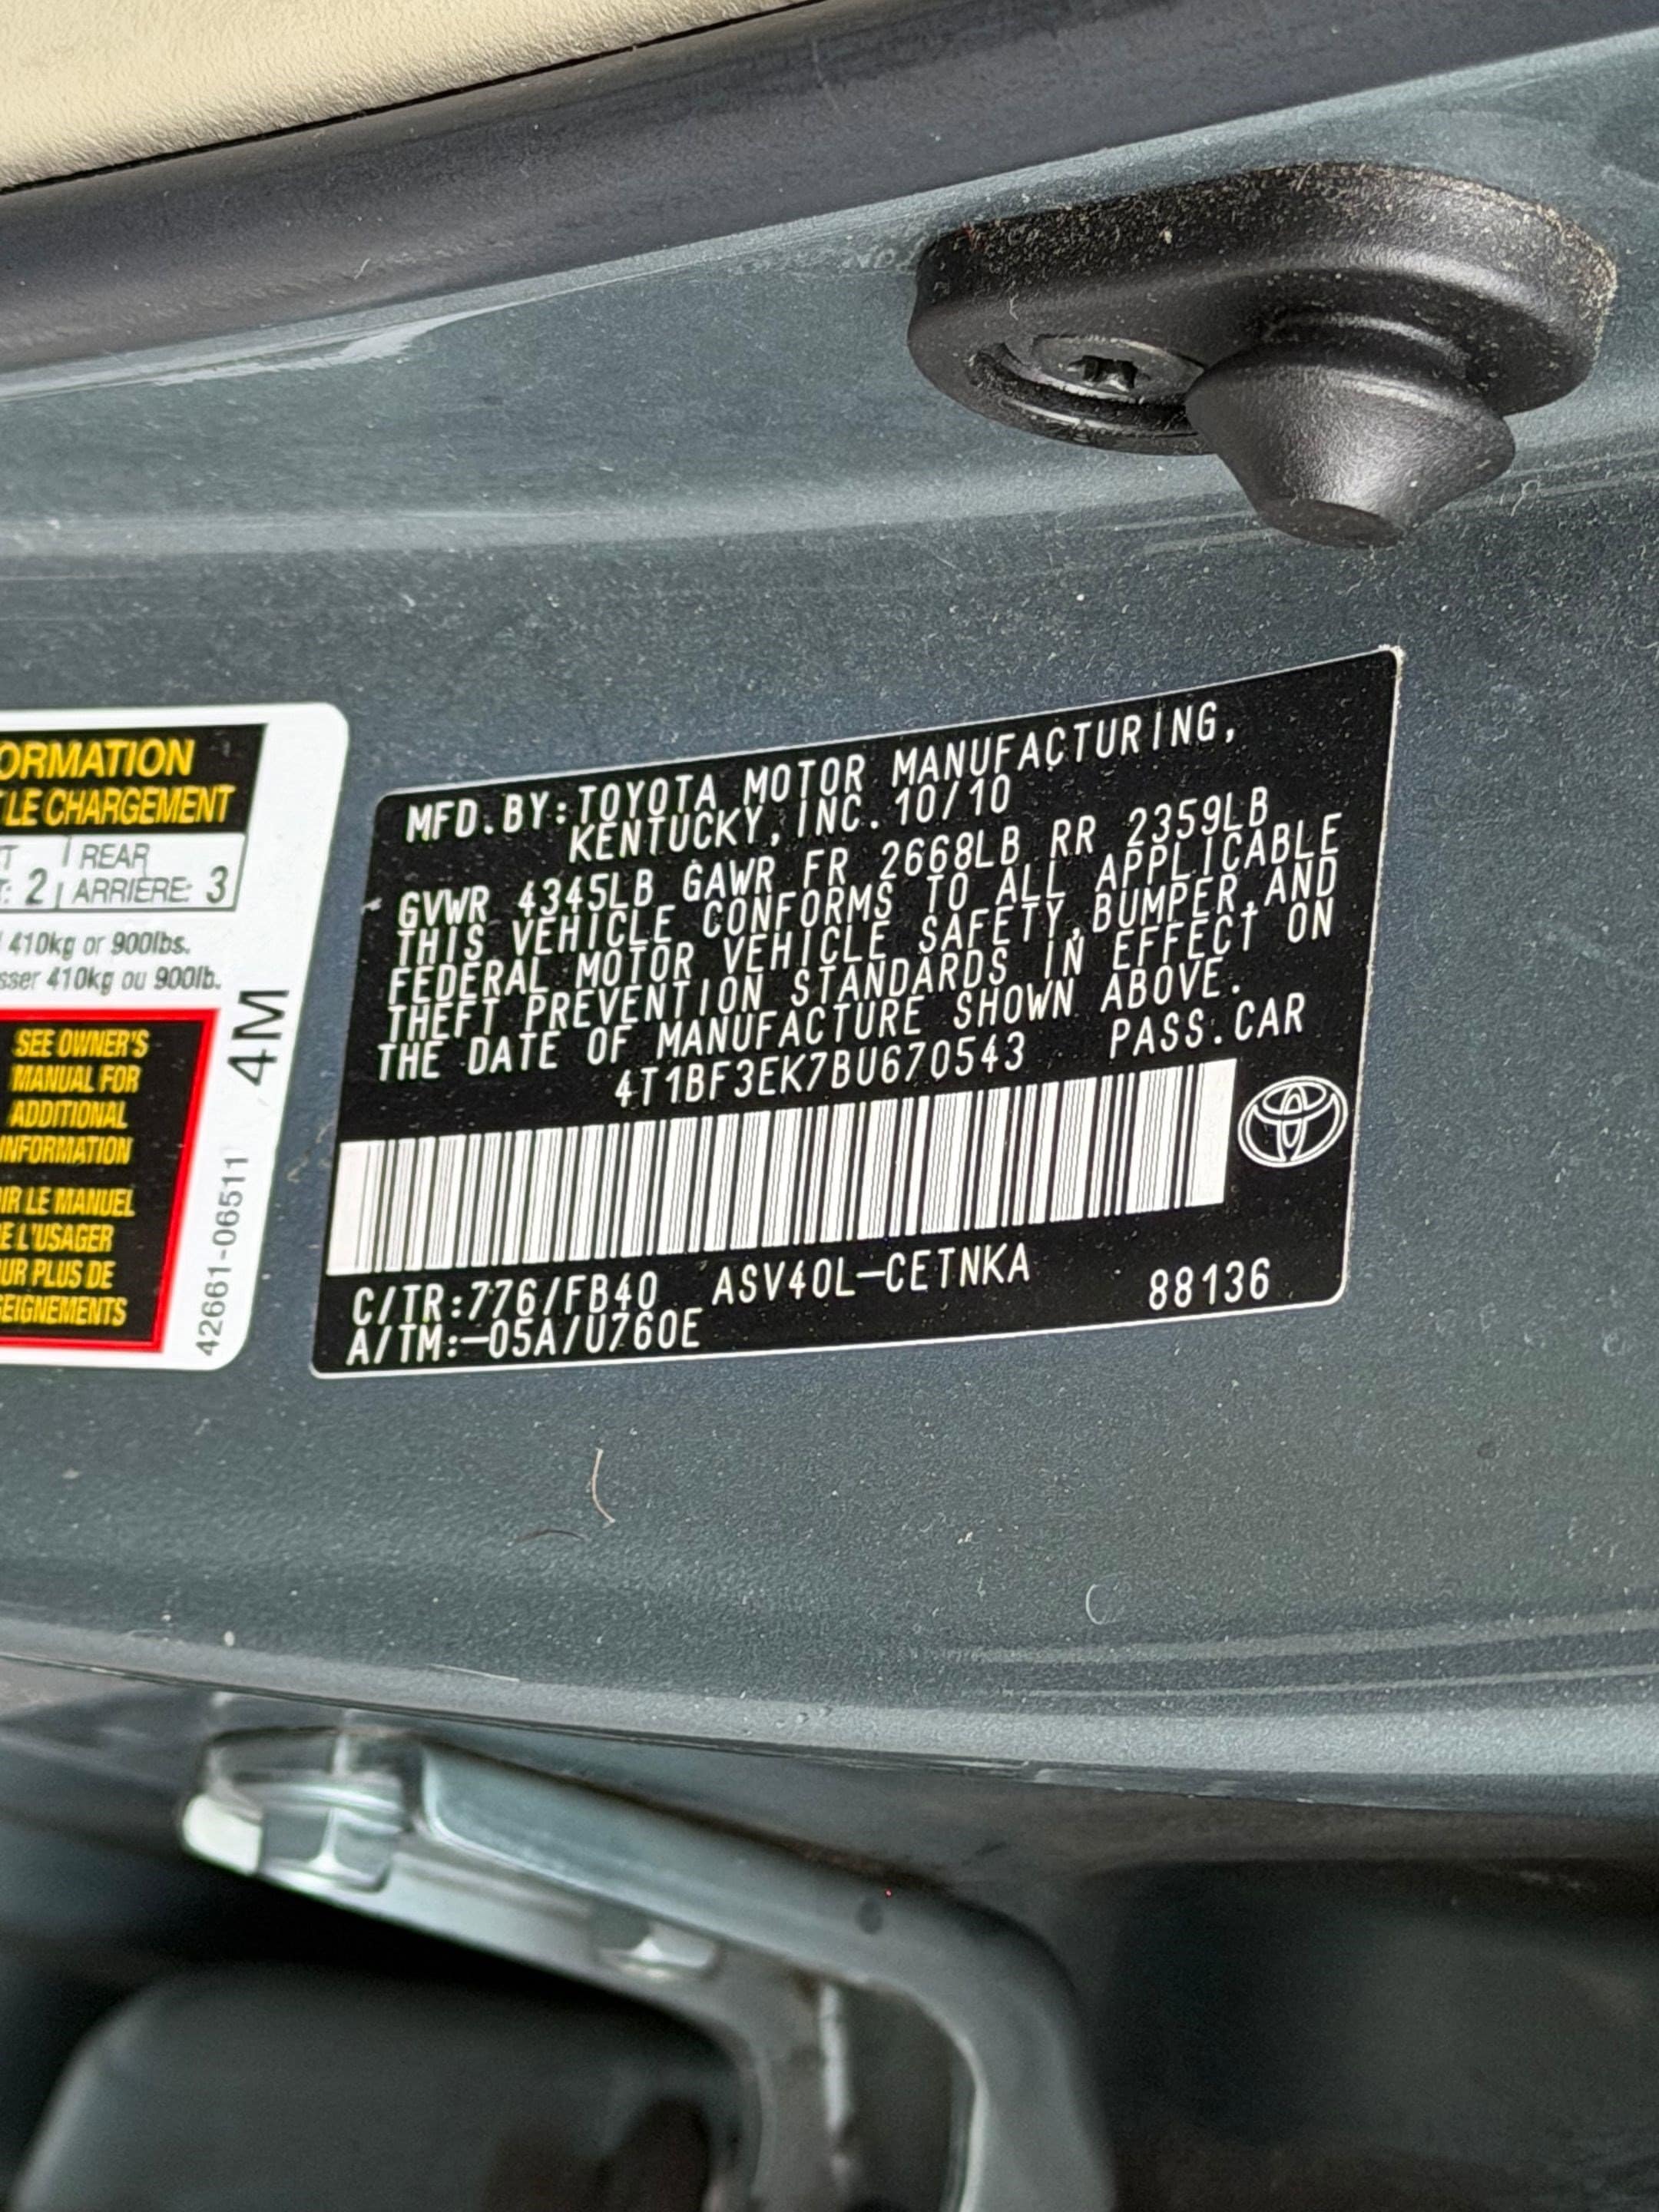 ORMATION
T LE CHARGEMENT
T REAR
T: 2 ARRIÈRE: 3
410kg or 900lbs.
sser 410kg ou 900lb.
SEE OWNER'S
MANUAL FOR
ADDITIONAL
INFORMATION
IR LE MANUEL
E L'USAGER
UR PLUS DE
SEIGNEMENTS
4M
42661-06511
MFD. BY: TOYOTA MOTOR MANUFACTURING,
KENTUCKY, INC. 10/10
GVWR 4345LB GAWR FR 2668LB RR 2359LB
THIS VEHICLE CONFORMS TO ALL APPLICABLE
FEDERAL MOTOR VEHICLE SAFETY, BUMPER, AND
THEFT PREVENTION STANDARDS IN EFFECT ON
THE DATE OF MANUFACTURE SHOWN ABOVE.
4T1BF3EK7BU670543 PASS. CAR
C/TR: 776/FB40 ASV40L-CETNKA
A/TM: -05A/U760E 88136